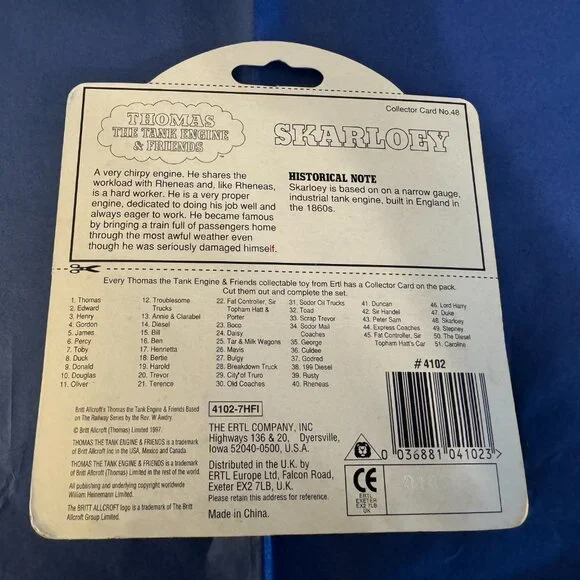 Collector Card No.48
THOMAS
THE TANK ENGINE
& FRIENDS
SKARLOEY
A very chirpy engine. He shares the
workload with Rheneas and, like Rheneas,
is a hard worker. He is a very proper
engine, dedicated to doing his job well and
always eager to work. He became famous
by bringing a train full of passengers home
through the most awful weather even
though he was seriously damaged himself.
HISTORICAL NOTE
Skarloey is based on on a narrow gauge,
industrial tank engine, built in England in
the 1860s.
Every Thomas the Tank Engine & Friends collectable toy from Ertl has a Collector Card on the pack.
Cut them out and complete the set.
1. Thomas
2. Edward
3. Henry
4. Gordon
5. James
6. Percy
7. Toby
8. Duck
9. Donald
10. Douglas
11. Oliver
12. Troublesome
Trucks
13. Annie & Clarabel
14. Diesel
15. Bill
16. Ben
17. Henrietta
18. Bertie
19. Harold
20. Trevor
21. Terence
22. Fat Controller, Sir
Topham Hatt &
Porter
23. Boco
24. Daisy
25. Tar & Milk Wagons
26. Mavis
27. Bulgy
28. Breakdown Truck
29. City of Truro
30. Old Coaches
31. Sodor Oil Trucks
32. Toad
33. Scrap Trevor
34. Sodor Mail
Coaches
35. George
36. Culdee
37. Godred
38. 199 Diesel
39. Rusty
40. Rheneas
41. Duncan
42. Sir Handel
43. Peter Sam
44. Express Coaches
45. Fat Controller, Sir
Topham Hatt's Car
46. Lord Harry
47. Duke
48. Skarloey
49. Stepney
50. The Diesel
51. Caroline
# 4102
Britt Allcroft's Thomas the Tank Engine & Friends Based
on The Railway Series by the Rev. W Awdry.
© Britt Allcroft (Thomas) Limited 1997.
THOMAS THE TANK ENGINE & FRIENDS is a trademark
of Britt Allcroft Inc in the USA, Mexico and Canada.
THOMAS THE TANK ENGINE & FRIENDS is a trademark
of Britt Allcroft (Thomas) Limited in the rest of the world
All publishing and underlying copyright worldwide
William Heinemann Limited.
The BRITT ALLCROFT logo is a trademark of The Britt
Allcroft Group Limited.
4102-7HFI
THE ERTL COMPANY, INC
Highways 136 & 20, Dyersville,
Iowa 52040-0500, U.S.A.
Distributed in the U.K. by
ERTL Europe Ltd, Falcon Road,
Exeter EX2 7LB, U.K.
Please retain this address for reference.
Made in China.
0 036881 041023
CE
ERTL
EXETER
EX2 7LB
UK